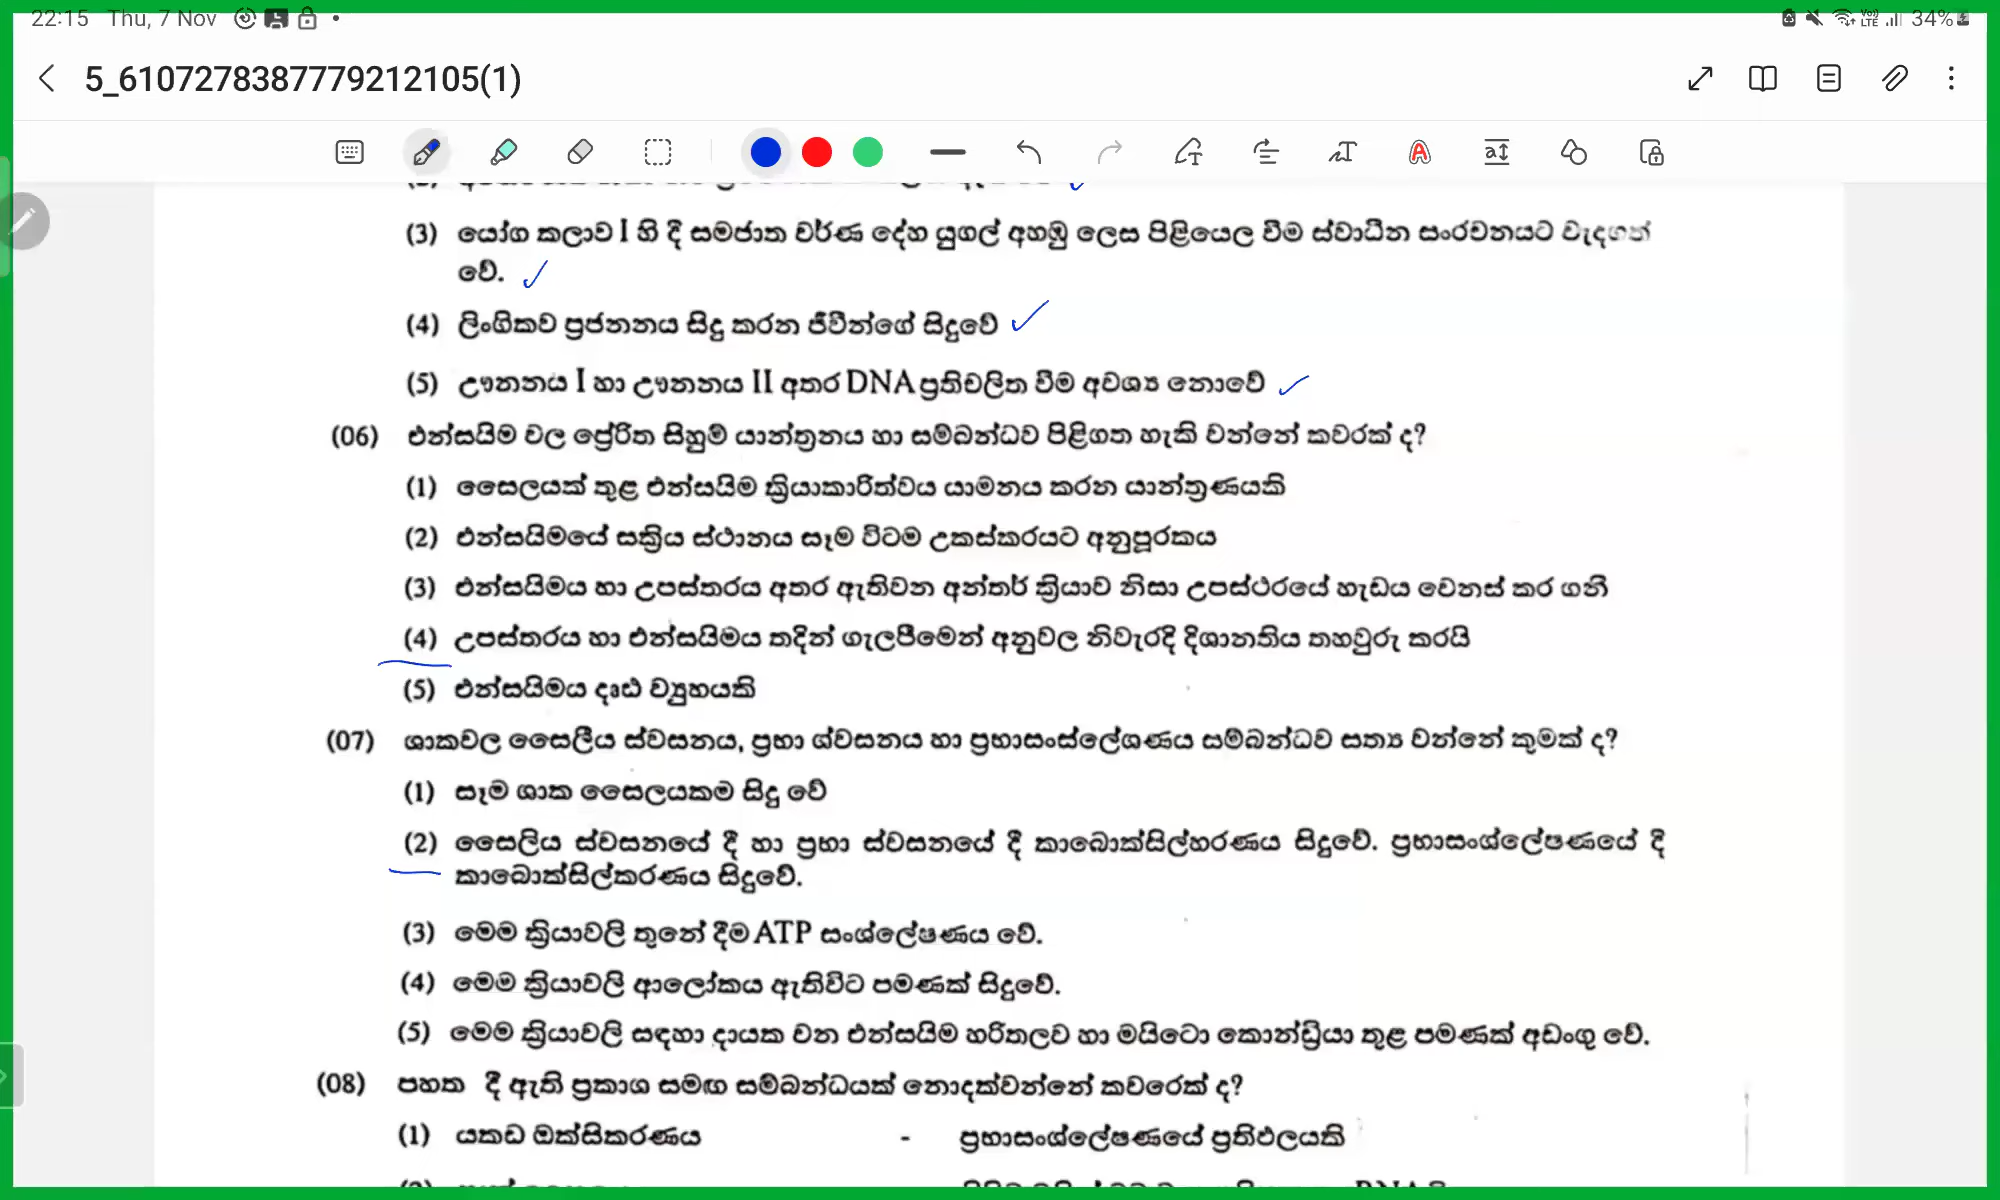 22:15 Thu, 7 Nov
34%
5_6107278387779212105(1)
(3) යෝග කලාව I හි දී සමජාත වර්ණ දේහ යුගල් අහඹු ලෙස පිළියෙල වීම ස්වාධීන සංරචනයට වැදගත්
වේ.
(4) ලිංගිකව ප්‍රජනනය සිදු කරන ජීවීන්ගේ සිදුවේ
(5) ඌනනය I හා ඌනනය II අතර DNA ප්‍රතිවලිත වීම අවශ්‍ය නොවේ
(06) එන්සයිම වල ප්‍රේරිත සිහුම් යාන්ත්‍රනය හා සම්බන්ධව පිළිගත හැකි වන්නේ කවරක් ද?
(1) සෛලයක් තුළ එන්සයිම ක්‍රියාකාරිත්වය යාමනය කරන යාන්ත්‍රණයකි
(2) එන්සයිමයේ සක්‍රිය ස්ථානය සෑම විටම උකස්කරයට අනුපූරකය
(3) එන්සයිමය හා උපස්තරය අතර ඇතිවන අන්තර් ක්‍රියාව නිසා උපස්ථරයේ හැඩය වෙනස් කර ගනී
(4) උපස්තරය හා එන්සයිමය තදින් ගැලපීමෙන් අනුවල නිවැරදි දිශානතිය තහවුරු කරයි
(5) එන්සයිමය දෘඪ ව්‍යුහයකි
(07) ශාකවල සෛලීය ස්වසනය, ප්‍රභා ශ්වසනය හා ප්‍රභාසංස්ලේශණය සම්බන්ධව සත්‍ය වන්නේ කුමක් ද?
(1) සෑම ශාක සෛලයකම සිදු වේ
(2) සෛලිය ස්වසනයේ දී හා ප්‍රභා ස්වසනයේ දී කාබොක්සිල්හරණය සිදුවේ. ප්‍රභාසංශ්ලේෂණයේ දි
කාබොක්සිල්කරණය සිදුවේ.
(3) මෙම ක්‍රියාවලි තුනේ දීම ATP සංශ්ලේෂණය වේ.
(4) මෙම ක්‍රියාවලි ආලෝකය ඇතිවිට පමණක් සිදුවේ.
(5) මෙම ක්‍රියාවලි සඳහා දායක වන එන්සයිම හරිතලව හා මයිටො කොන්ඩ්‍රියා තුළ පමණක් අඩංගු වේ.
(08) පහත දී ඇති ප්‍රකාශ සමඟ සම්බන්ධයක් නොදක්වන්නේ කවරෙක් ද?
(1) යකඩ ඔක්සිකරණය - ප්‍රභාසංශ්ලේෂණයේ ප්‍රතිඵලයකි